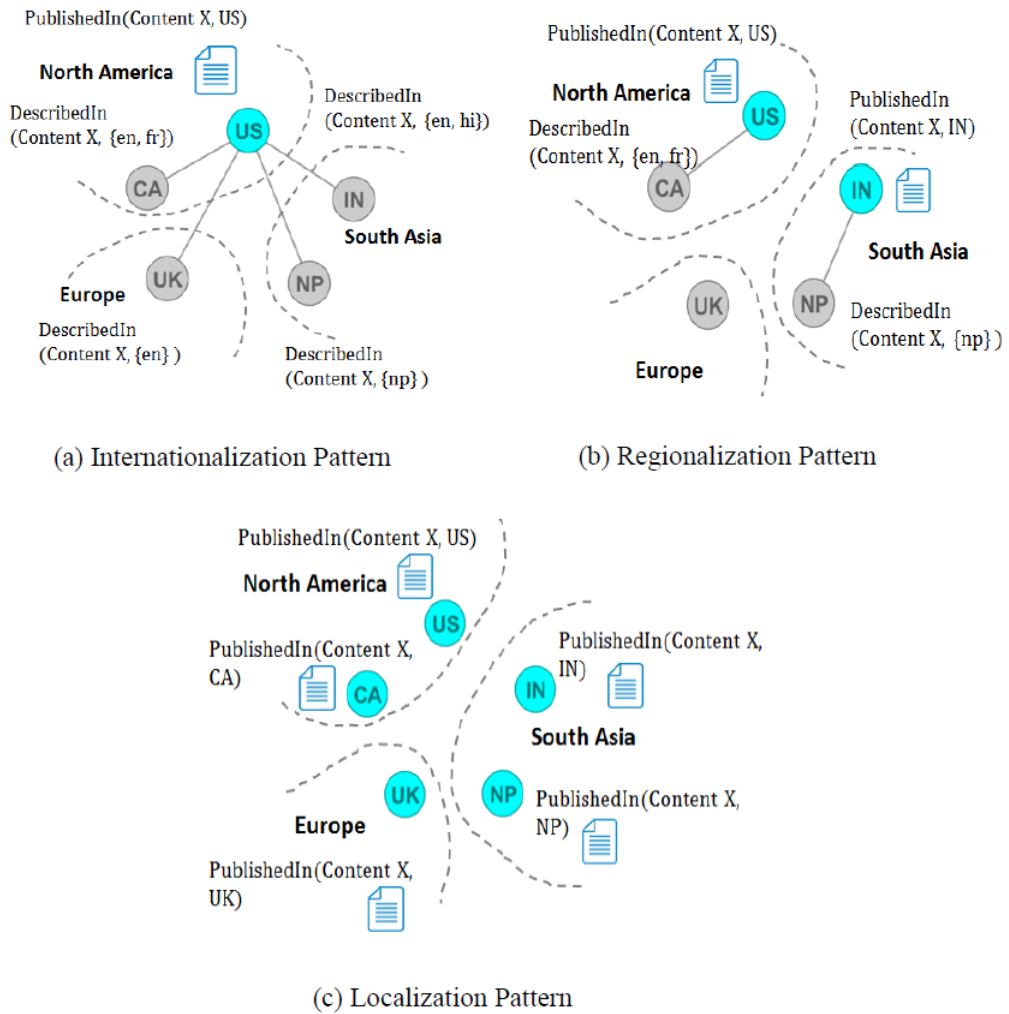 PublishedIn(Content X, US)
North America
DescribedIn
(Content X, {en, fr})
DescribedIn
(Content X, {en, hi})
US
CA
IN
South Asia
UK
NP
Europe
DescribedIn
(Content X, {en} )
DescribedIn
(Content X, {np} )
(a) Internationalization Pattern
PublishedIn(Content X, US)
North America
US
DescribedIn
(Content X, {en, fr})
CA
PublishedIn
(Content X, IN)
IN
South Asia
UK
NP
DescribedIn
(Content X, {np} )
Europe
(b) Regionalization Pattern
PublishedIn(Content X, US)
North America
US
PublishedIn(Content X,
CA)
CA
PublishedIn(Content X,
IN)
IN
South Asia
UK
NP
PublishedIn(Content X,
NP)
Europe
PublishedIn(Content X,
UK)
(c) Localization Pattern